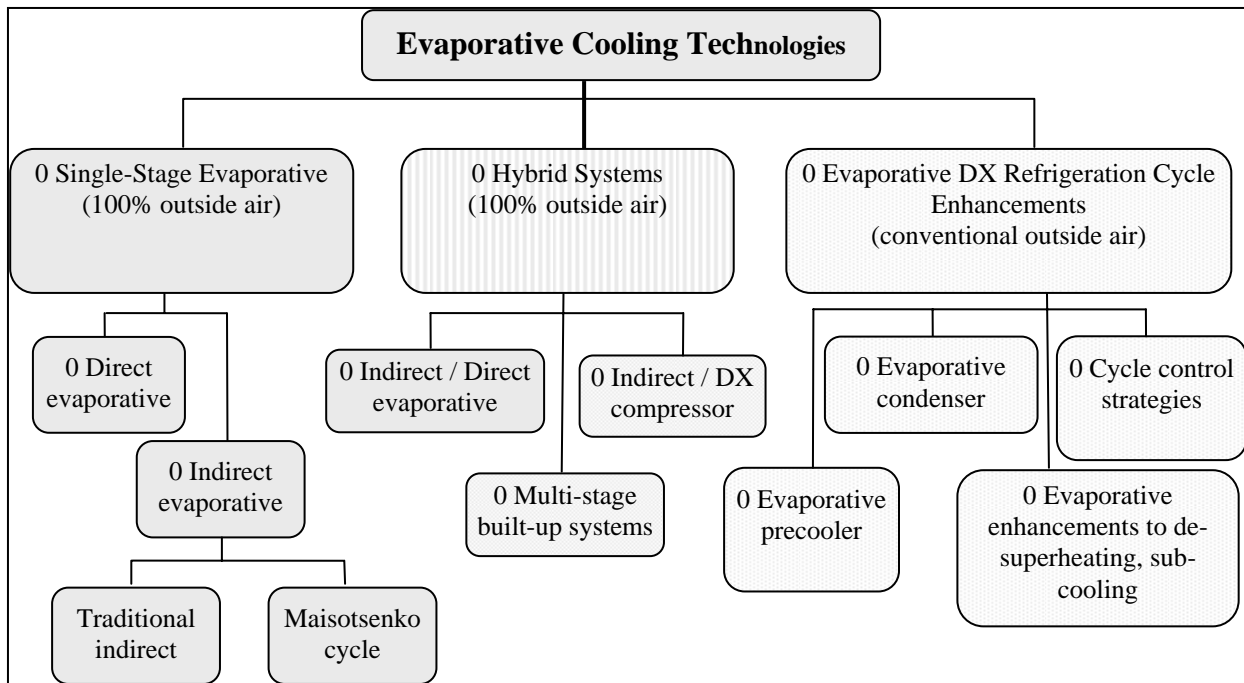 Evaporative Cooling Technologies
0 Single-Stage Evaporative
(100% outside air)
0 Hybrid Systems
(100% outside air)
0 Evaporative DX Refrigeration Cycle
Enhancements
(conventional outside air)
0 Direct
evaporative
0 Indirect
evaporative
Traditional
indirect
Maisotsenko
cycle
0 Indirect / Direct
evaporative
0 Indirect / DX
compressor
0 Multi-stage
built-up systems
0 Evaporative
condenser
0 Cycle control
strategies
0 Evaporative
precooler
0 Evaporative
enhancements to de-
superheating, sub-
cooling